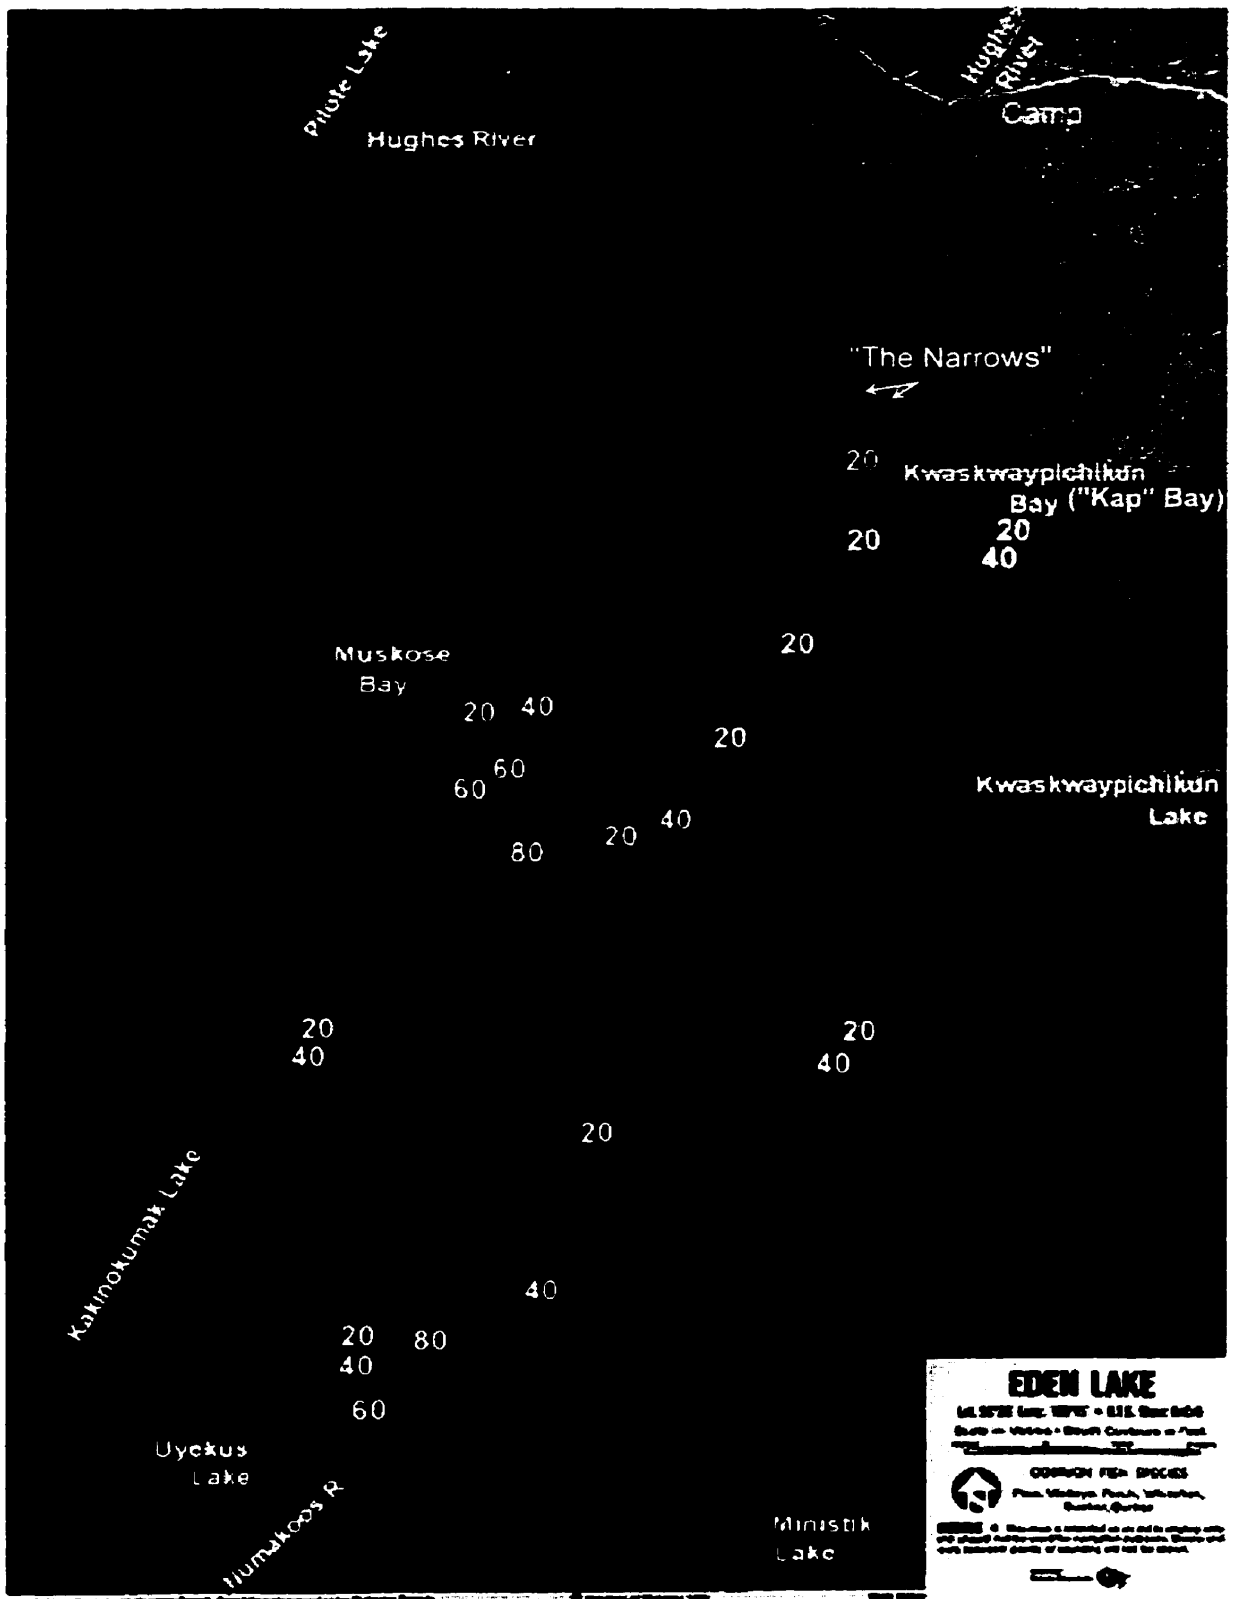 Pilote Lake
Hughes River
Hughes
River
Camp
"The Narrows"
20
Kwaskwaypichikun
Bay ("Kap" Bay)
20
20
40
20
Muskose
Bay
20
40
20
60
60
Kwaskwaypichikun
Lake
40
20
80
20
40
20
40
20
Kakinokumak Lake
40
20
80
40
60
Uyekus
Lake
Numakoos R
Ministik
Lake
EDEN LAKE
COMMON FISH SPECIES